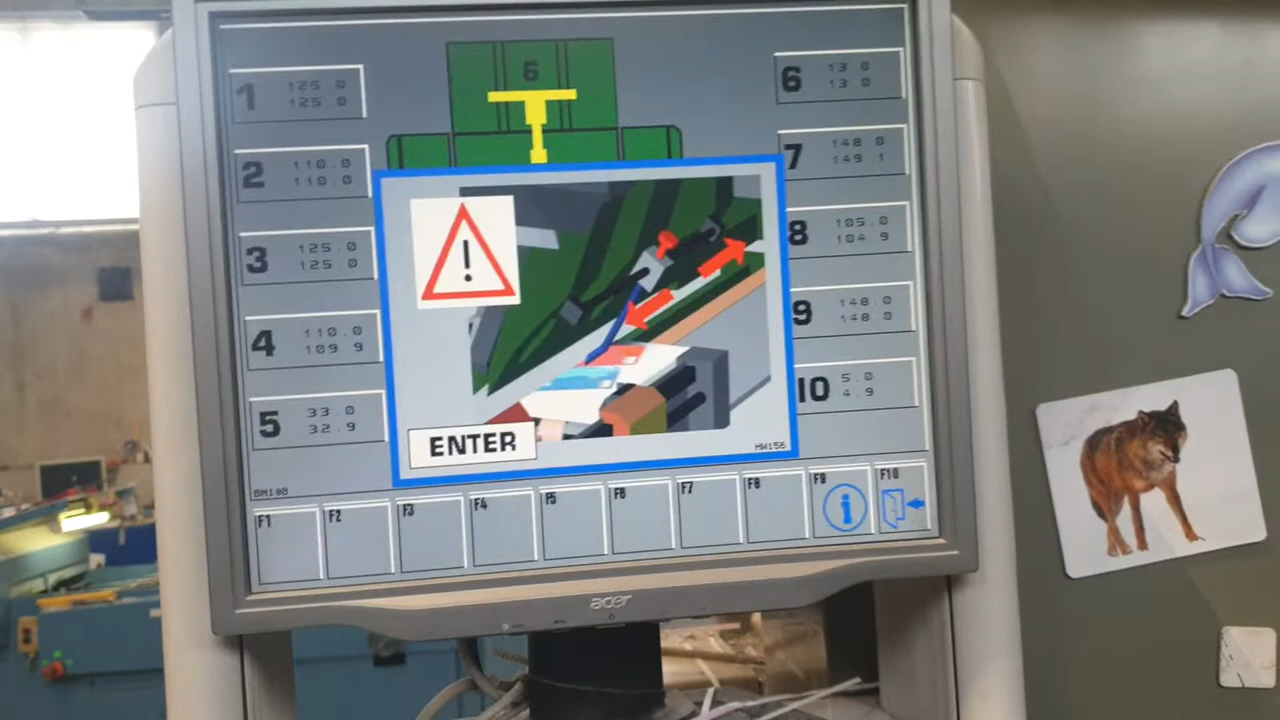 6
1 125.0
125.0
2 110.0
110.0
3 125.0
125.0
4 110.0
109.9
5 33.0
32.9
6 13 0
13.0
7 148 0
149 1
8 105.0
104 9
9 148.0
148 0
10 5.0
4.9
!
ENTER
HW156
BM108
F1 F2 F3 F4 F5 F6 F7 F8 F9 F10
i
acer